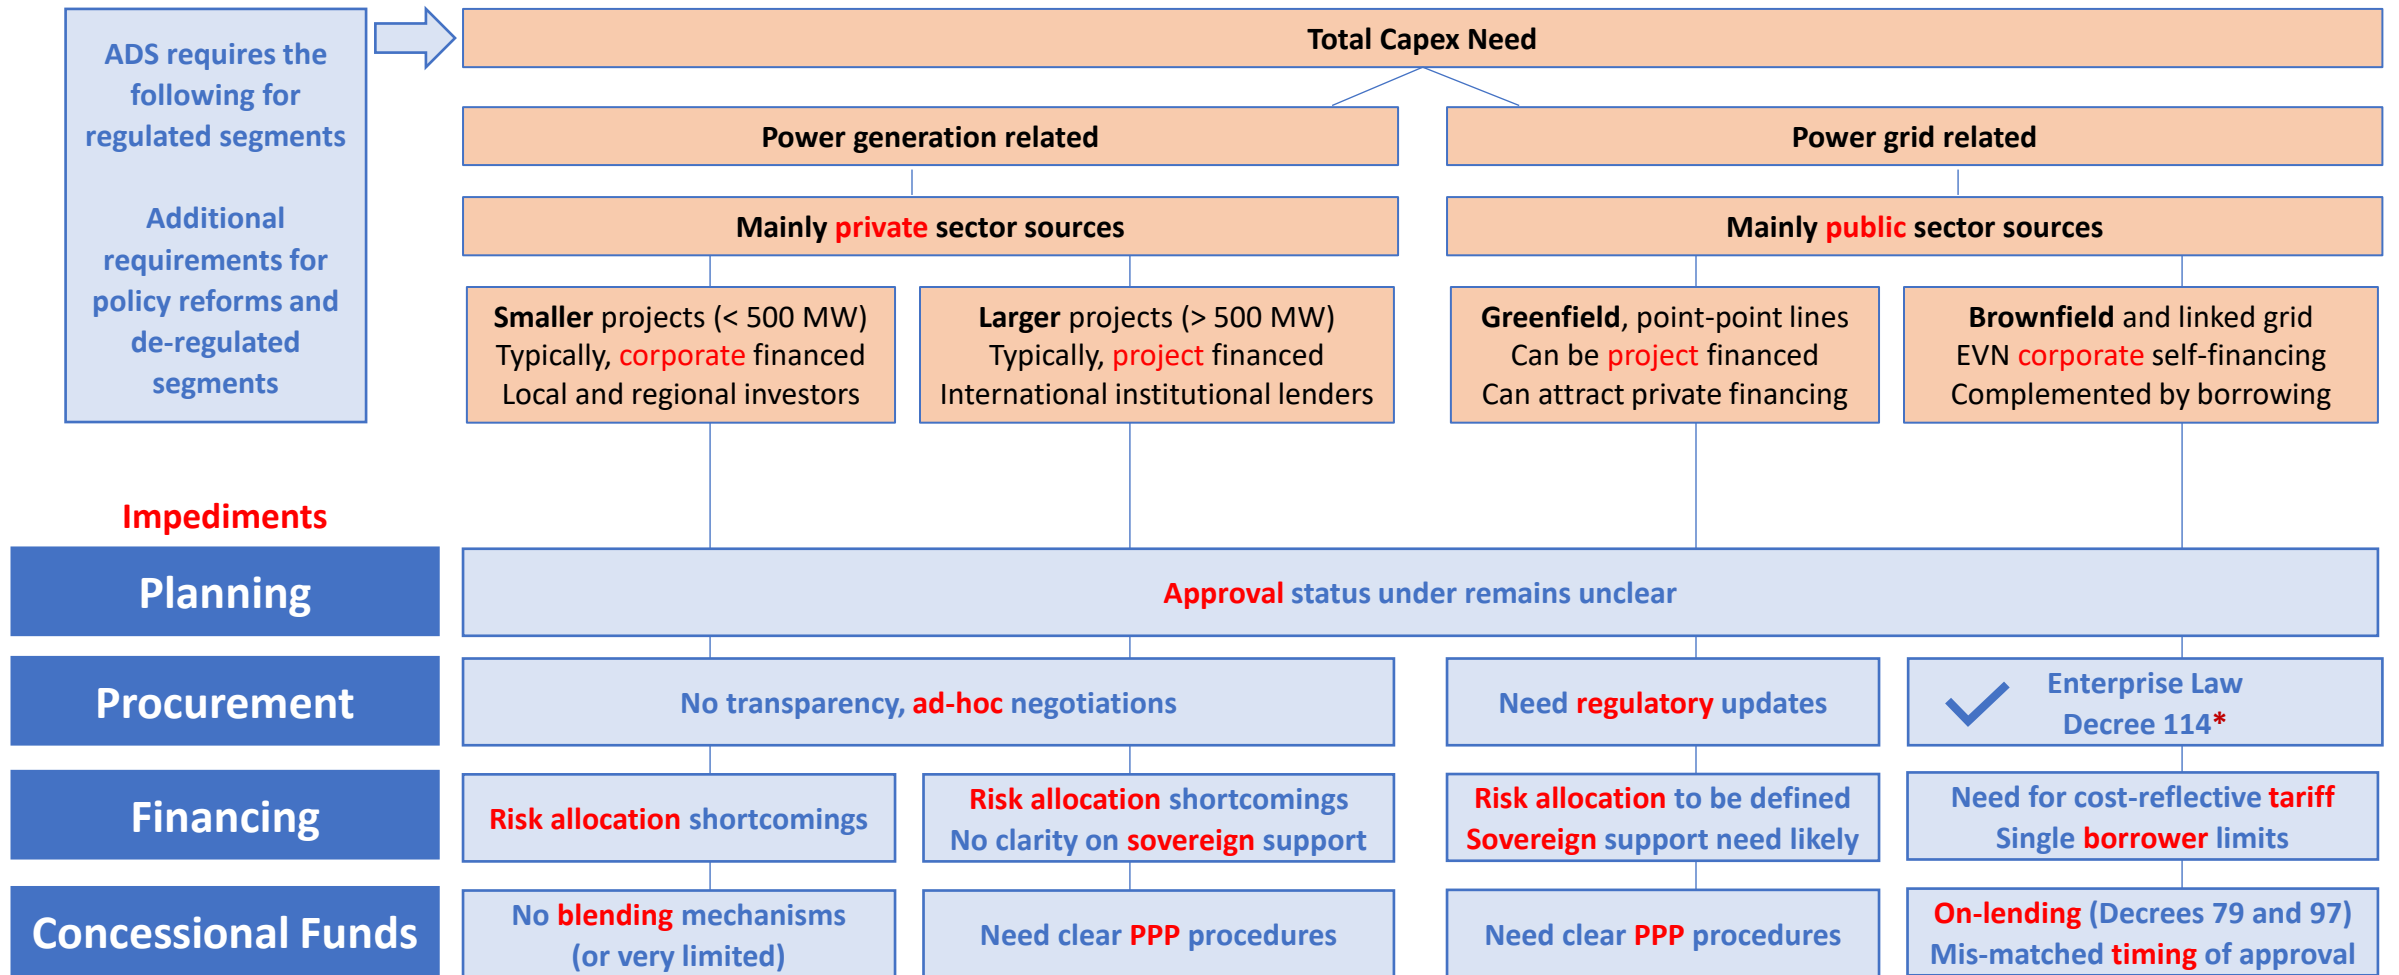 ADS requires the
following for
regulated segments
Additional
requirements for
policy reforms and
de-regulated
segments
Total Capex Need
Power generation related
Power grid related
Mainly private sector sources
Mainly public sector sources
Smaller projects (< 500 MW)
Typically, corporate financed
Local and regional investors
Larger projects (> 500 MW)
Typically, project financed
International institutional lenders
Greenfield, point-point lines
Can be project financed
Can attract private financing
Brownfield and linked grid
EVN corporate self-financing
Complemented by borrowing
Impediments
Planning
Approval status under remains unclear
Procurement
No transparency, ad-hoc negotiations
Need regulatory updates
Enterprise Law
Decree 114*
Financing
Risk allocation shortcomings
Risk allocation shortcomings
No clarity on sovereign support
Risk allocation to be defined
Sovereign support need likely
Need for cost-reflective tariff
Single borrower limits
Concessional Funds
No blending mechanisms
(or very limited)
Need clear PPP procedures
Need clear PPP procedures
On-lending (Decrees 79 and 97)
Mis-matched timing of approval